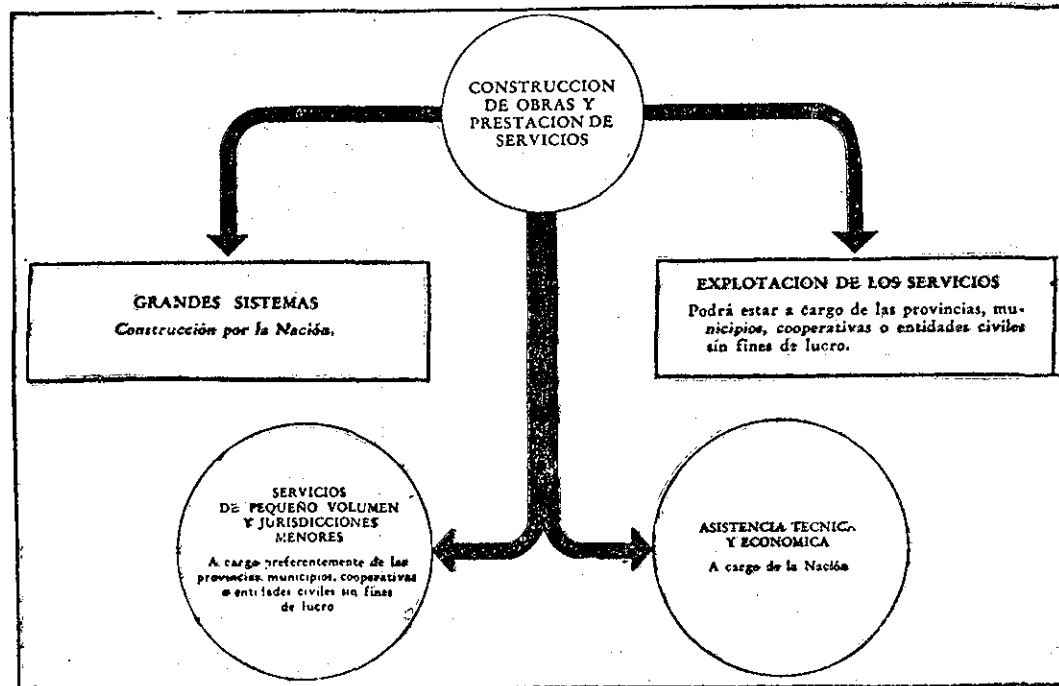 CONSTRUCCION
DE OBRAS Y
PRESTACION DE
SERVICIOS
GRANDES SISTEMAS
Construcción por la Nación.
EXPLOTACION DE LOS SERVICIOS
Podrá estar a cargo de las provincias, mu-
nicipios, cooperativas o entidades civiles
sin fines de lucro.
SERVICIOS
DE PEQUEÑO VOLUMEN
Y JURISDICCIONES
MENORES
A cargo preferentemente de las
provincias, municipios, cooperativas
o entidades civiles sin fines
de lucro
ASISTENCIA TECNICA
Y ECONOMICA
A cargo de la Nación